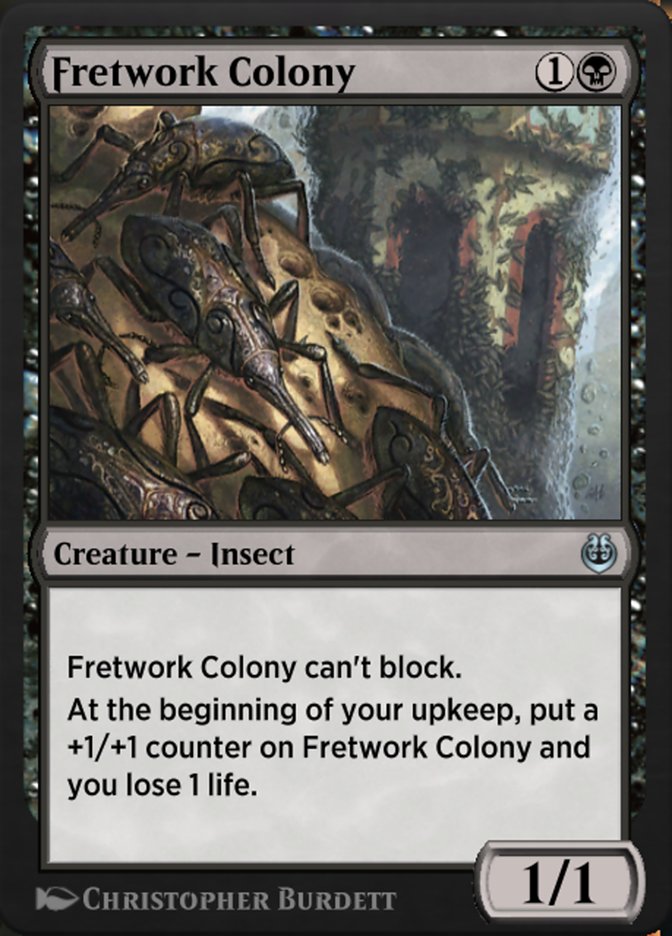 Fretwork Colony 1
Creature – Insect
Fretwork Colony can't block.
At the beginning of your upkeep, put a
+1/+1 counter on Fretwork Colony and
you lose 1 life.
1/1
Christopher Burdett